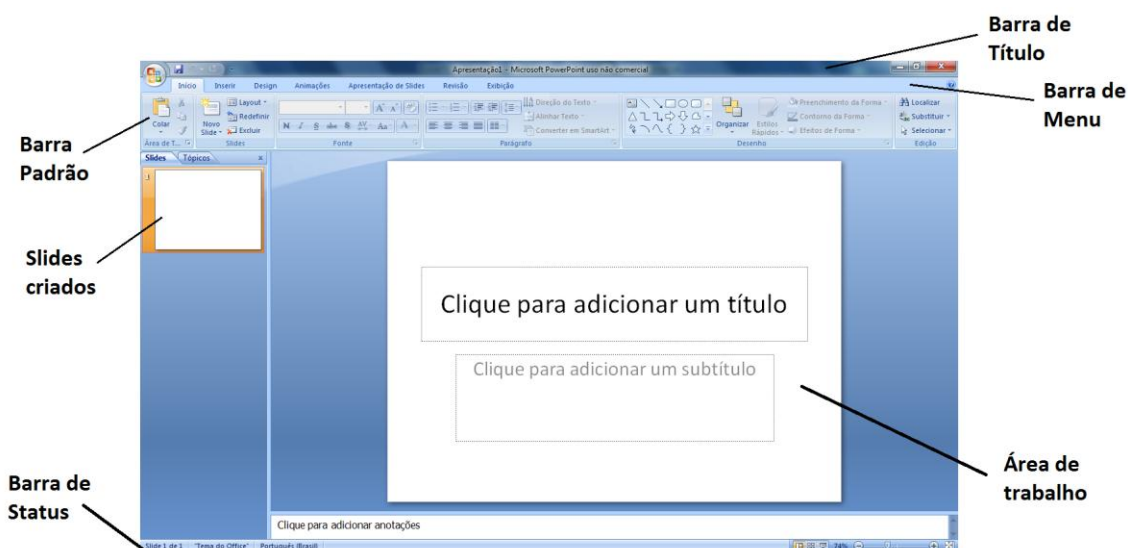 Barra de
Título
Apresentação1 - Microsoft PowerPoint uso não comercial
Início Inserir Design Animações Apresentação de Slides Revisão Exibição
Barra de
Menu
Colar
Novo
Slide
Layout
Redefinir
Excluir
Direção do Texto
Alinhar Texto
Converter em SmartArt
Organizar
Estilos
Rápidos
Preenchimento da Forma
Contorno da Forma
Efeitos de Forma
Localizar
Substituir
Selecionar
Área de T... Slides Fonte Parágrafo Desenho Edição
Barra
Padrão
Slides Tópicos x
1
Slides
criados
Clique para adicionar um título
Clique para adicionar um subtítulo
Área de
trabalho
Barra de
Status
Clique para adicionar anotações
Slide 1 de 1 "Tema do Office" Português (Brasil) 74%